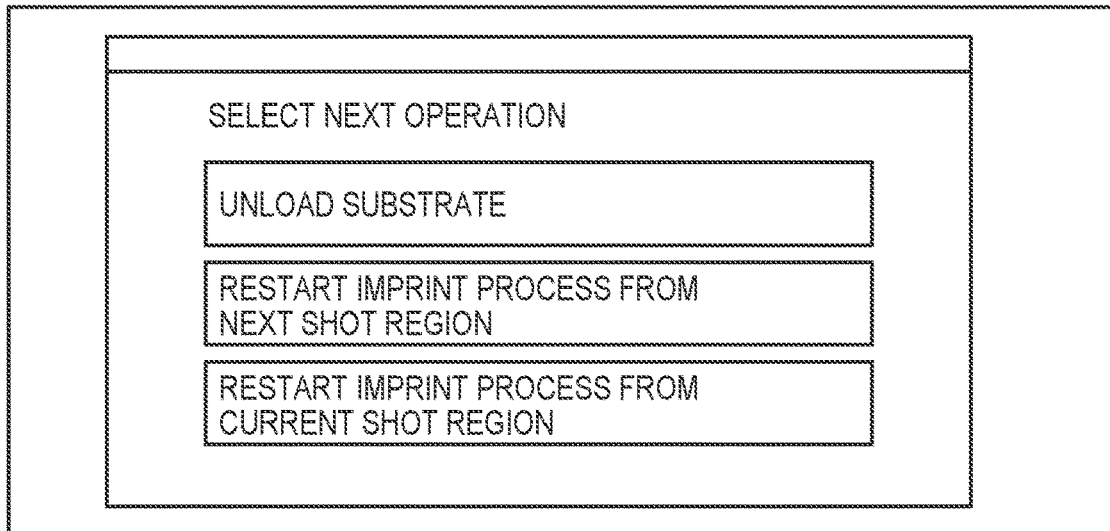 SELECT NEXT OPERATION
UNLOAD SUBSTRATE
RESTART IMPRINT PROCESS FROM
NEXT SHOT REGION
RESTART IMPRINT PROCESS FROM
CURRENT SHOT REGION